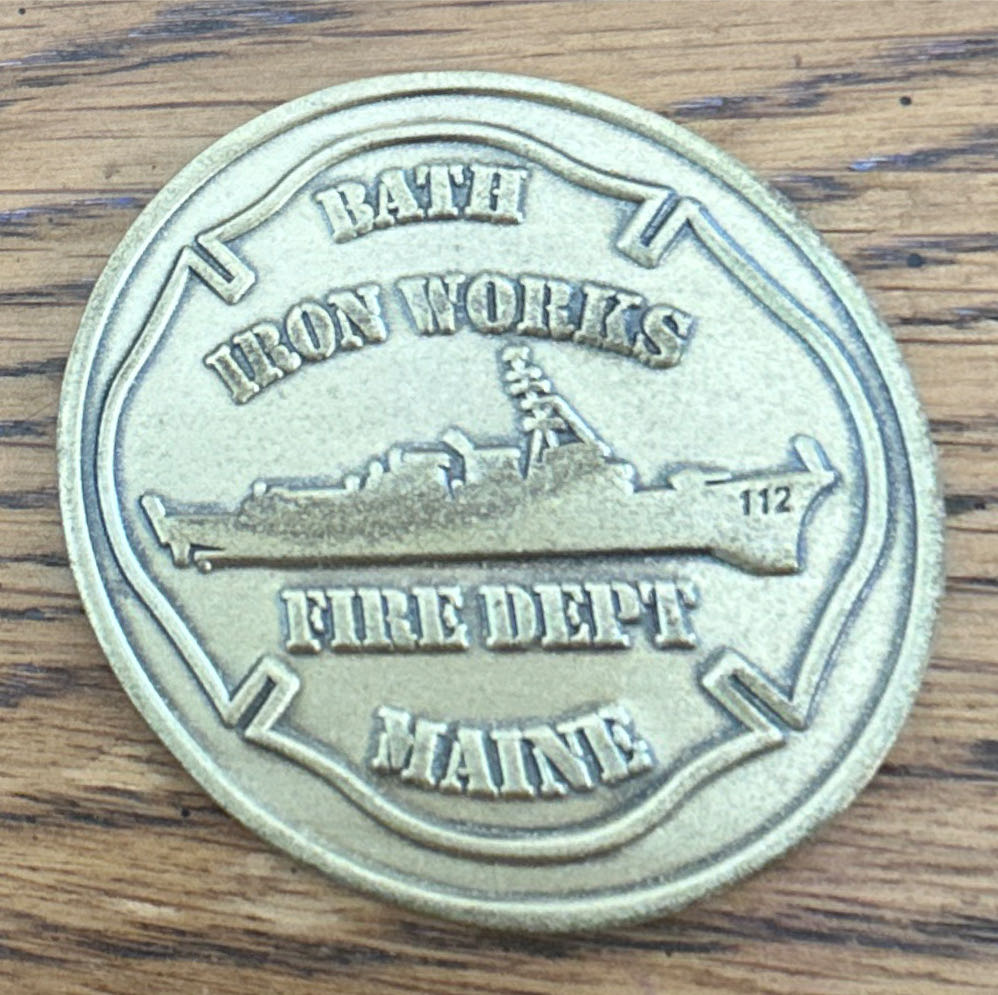 BATH
IRON WORKS
112
FIRE DEPT
MAINE